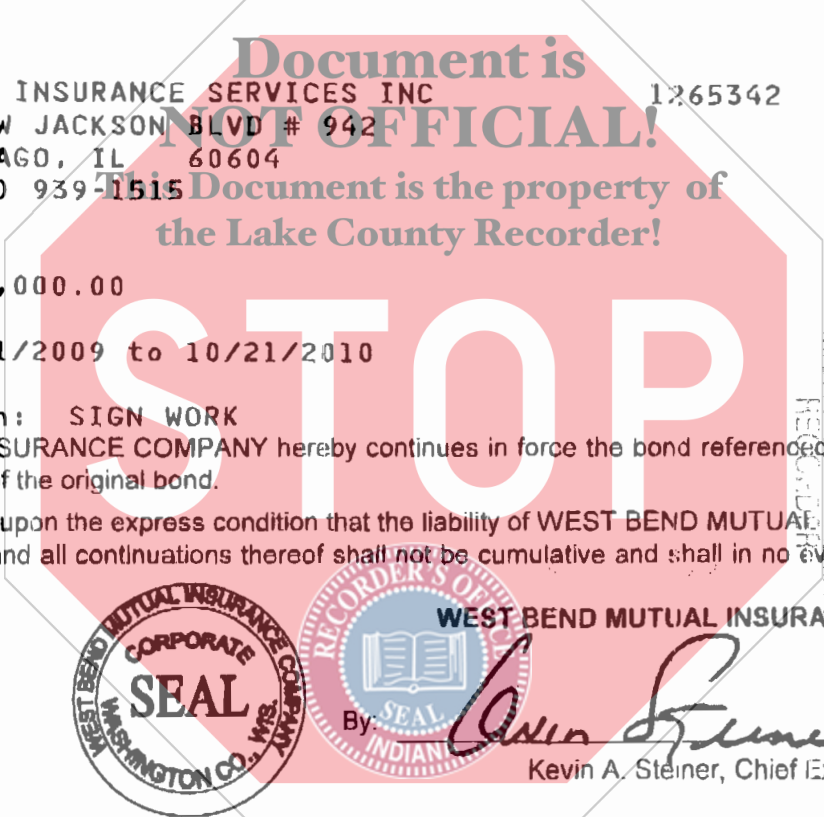 Document is
INSURANCE SERVICES INC 1265342
W JACKSON BLVD # 942
NOT OFFICIAL!
AGO, IL 60604
939-1515
This Document is the property of
the Lake County Recorder!
,000.00
STOP
/2009 to 10/21/2010
: SIGN WORK
SURANCE COMPANY hereby continues in force the bond referenced
f the original bond.
upon the express condition that the liability of WEST BEND MUTUAL
and all continuations thereof shall not be cumulative and shall in no ev
WEST BEND MUTUAL INSURANCE COMPANY
CORPORATE
SEAL
WASHINGTON CO., WIS.
RECORDER'S OFFICE
SEAL
INDIANA
WEST BEND MUTUAL INSURA
By: Kevin Steiner
Kevin A. Steiner, Chief E